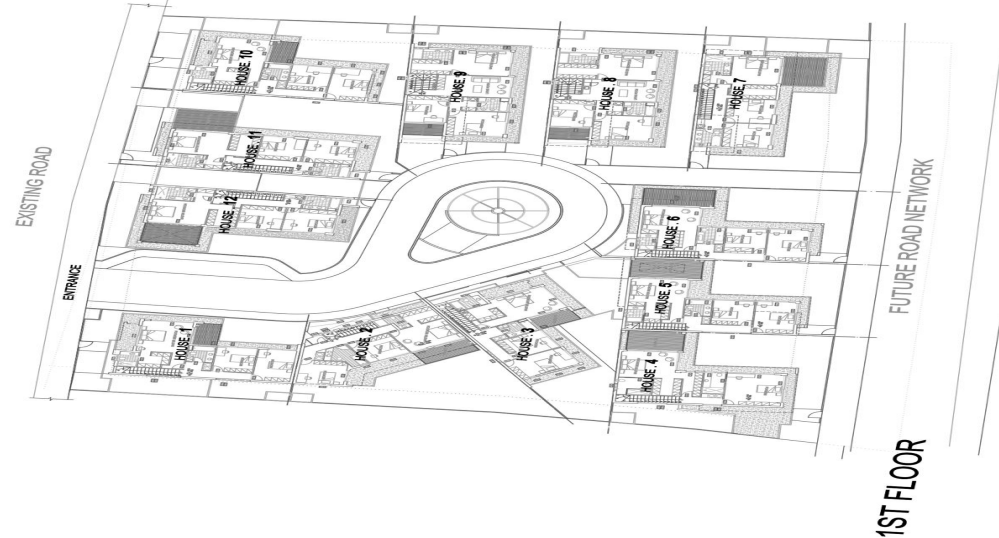 HOUSE. 10
HOUSE. 9
HOUSE. 8
HOUSE. 7
HOUSE. 11
EXISTING ROAD
HOUSE. 12
HOUSE. 6
FUTURE ROAD NETWORK
ENTRANCE
HOUSE. 5
HOUSE. 1
HOUSE. 2
HOUSE. 3
HOUSE. 4
1ST FLOOR